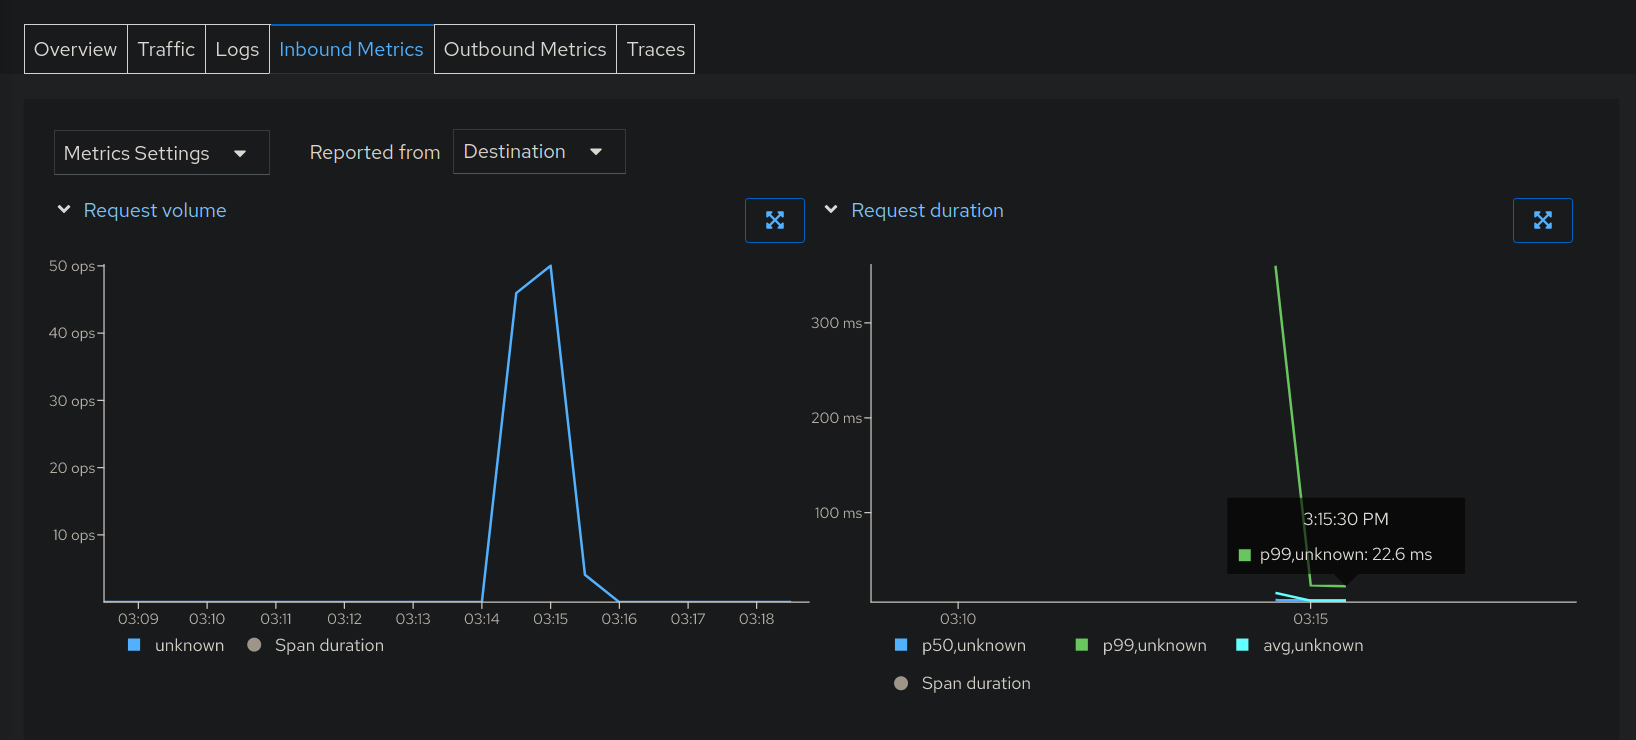 Overview Traffic Logs Inbound Metrics Outbound Metrics Traces
Metrics Settings Reported from Destination
Request volume
50 ops
40 ops
30 ops
20 ops
10 ops
03:09 03:10 03:11 03:12 03:13 03:14 03:15 03:16 03:17 03:18
unknown Span duration
Request duration
300 ms
200 ms
100 ms
3:15:30 PM
p99,unknown: 22.6 ms
03:10 03:15
p50,unknown p99,unknown avg,unknown
Span duration